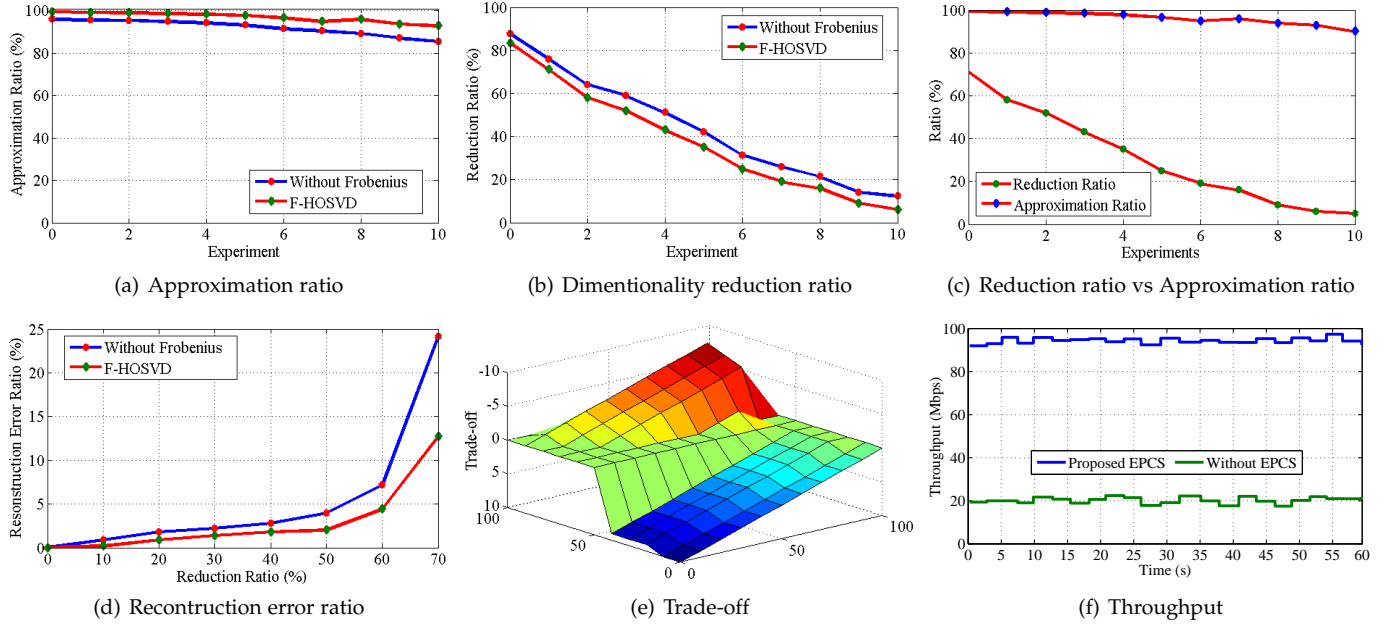 Approximation Ratio (%)
100
80
60
40
20
0
Without Frobenius
F-HOSVD
0 2 4 6 8 10
Experiment
(a) Approximation ratio
Reduction Ratio (%)
100
80
60
40
20
0
Without Frobenius
F-HOSVD
0 2 4 6 8 10
Experiment
(b) Dimentionality reduction ratio
Ratio (%)
100
80
60
40
20
0
Reduction Ratio
Approximation Ratio
0 2 4 6 8 10
Experiments
(c) Reduction ratio vs Approximation ratio
Resonstruction Error Ratio (%)
25
20
15
10
5
0
Without Frobenius
F-HOSVD
0 10 20 30 40 50 60 70
Reduction Ratio (%)
(d) Recontruction error ratio
Trade-off
-10
-5
0
5
10
100
50
0
0
50
100
(e) Trade-off
Throughput (Mbps)
100
80
60
40
20
0
Proposed EPCS
Without EPCS
0 5 10 15 20 25 30 35 40 45 50 55 60
Time (s)
(f) Throughput